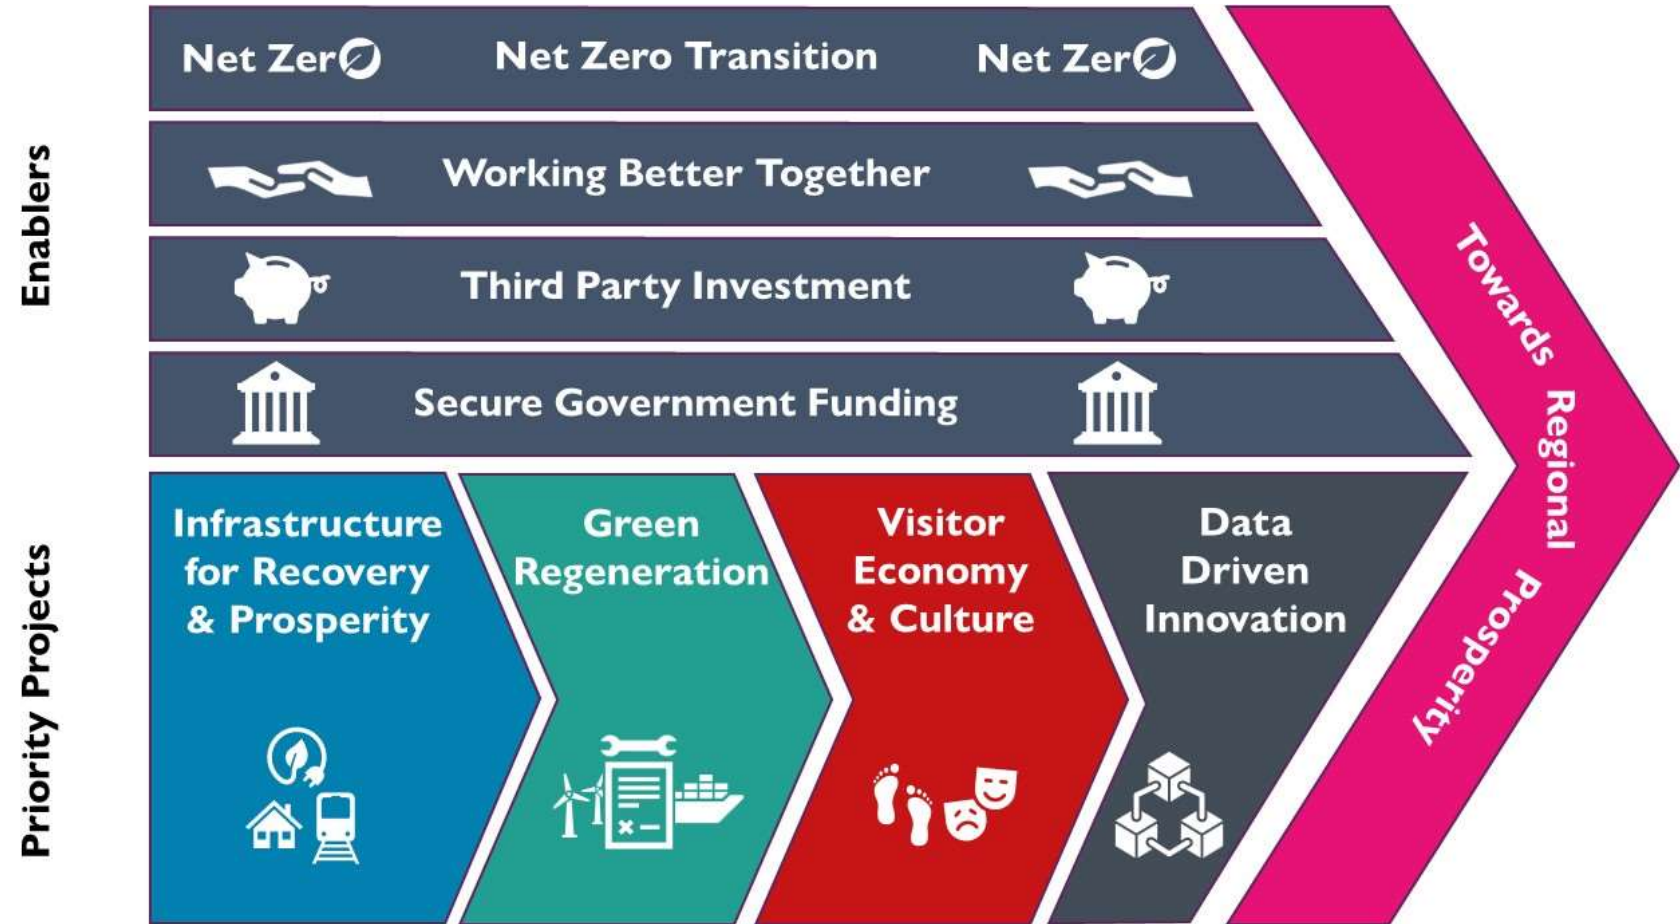 Enablers
Net Zero Net Zero Transition Net Zero
Working Better Together
Third Party Investment
Secure Government Funding
Priority Projects
Infrastructure
for Recovery
& Prosperity
Green
Regeneration
Visitor
Economy
& Culture
Data
Driven
Innovation
Towards Regional Prosperity